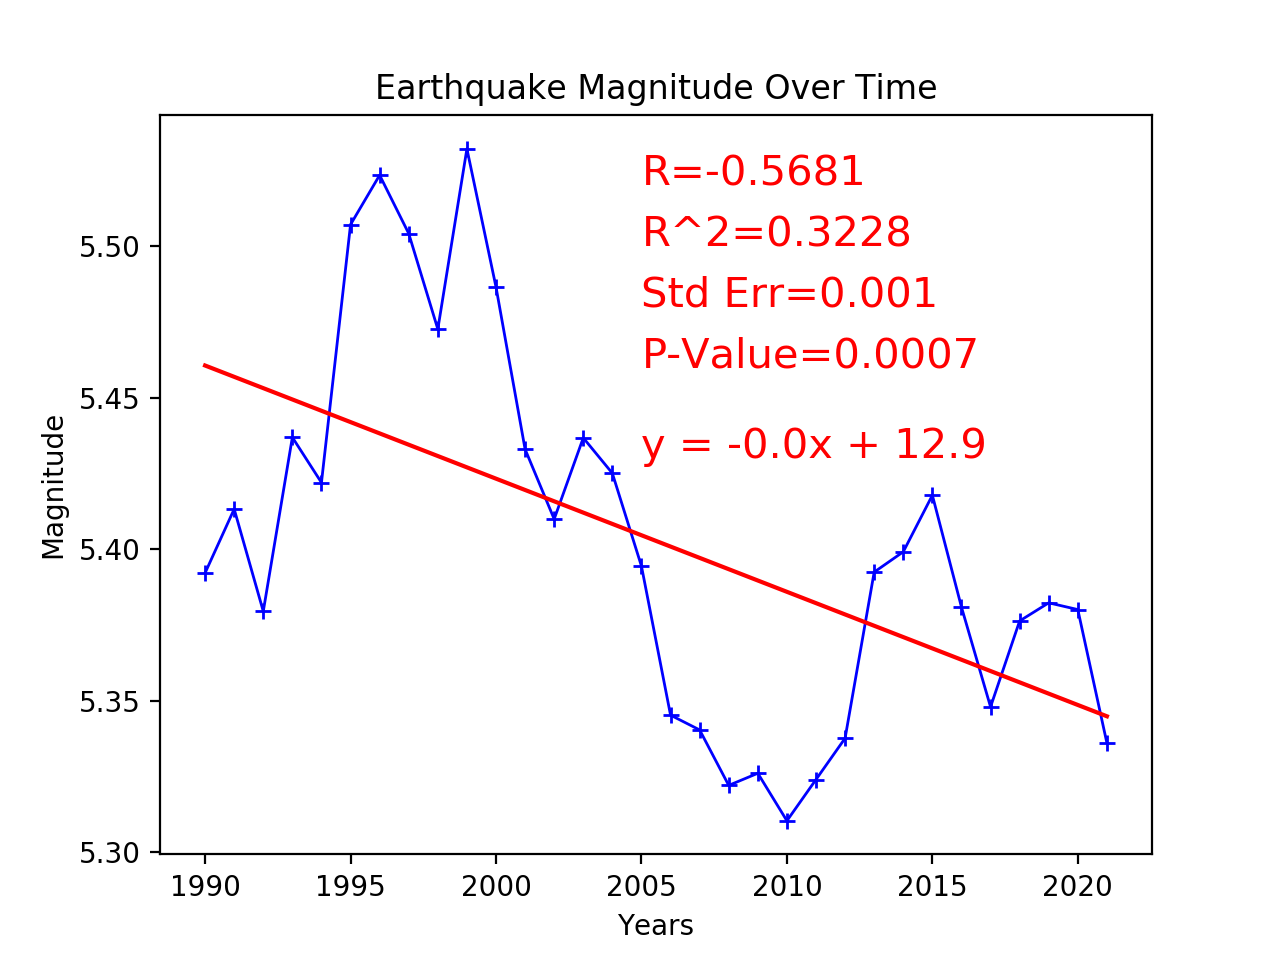 Earthquake Magnitude Over Time
R=-0.5681
R^2=0.3228
Std Err=0.001
P-Value=0.0007
y = -0.0x + 12.9
Magnitude
5.50
5.45
5.40
5.35
5.30
1990 1995 2000 2005 2010 2015 2020
Years